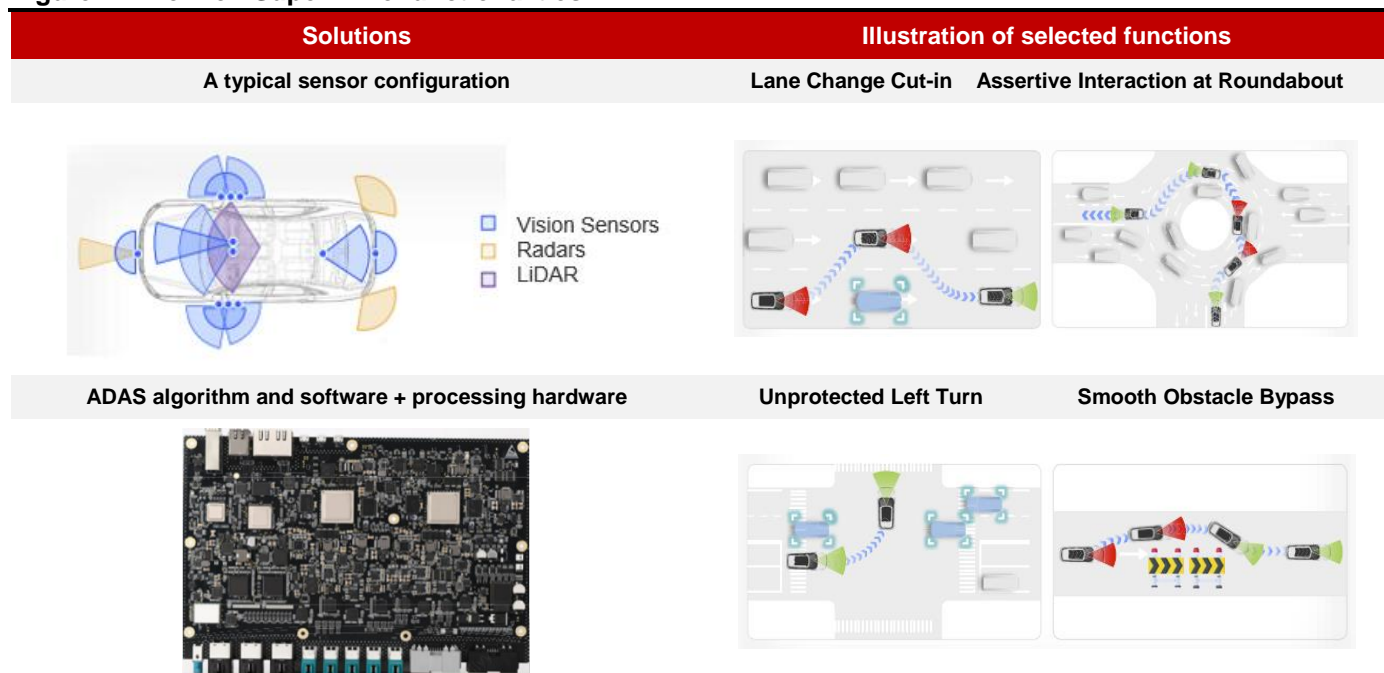 Solutions
Illustration of selected functions
A typical sensor configuration
Lane Change Cut-in
Assertive Interaction at Roundabout
Vision Sensors
Radars
LiDAR
ADAS algorithm and software + processing hardware
Unprotected Left Turn
Smooth Obstacle Bypass